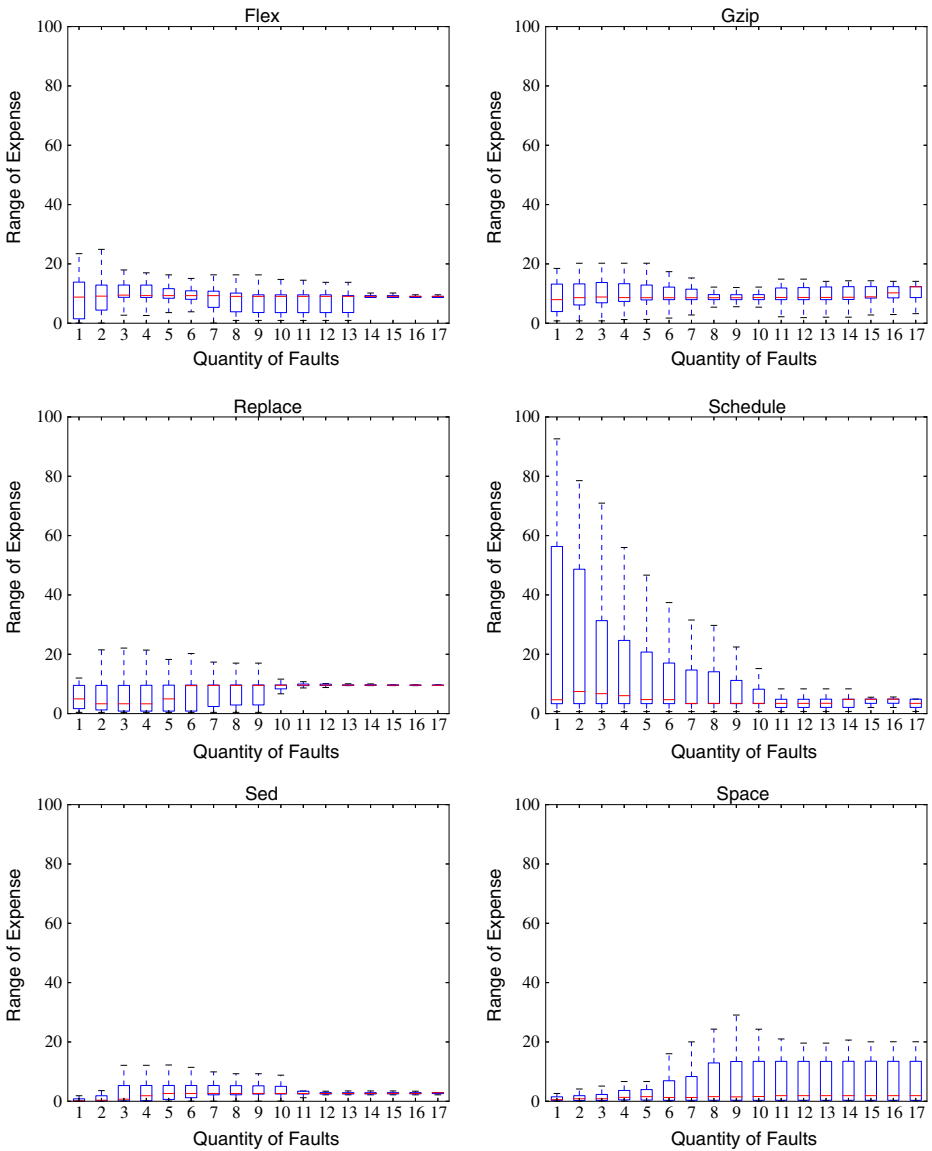 Flex
100
80
60
40
20
0
Range of Expense
1 2 3 4 5 6 7 8 9 10 11 12 13 14 15 16 17
Quantity of Faults
Gzip
100
80
60
40
20
0
Range of Expense
1 2 3 4 5 6 7 8 9 10 11 12 13 14 15 16 17
Quantity of Faults
Replace
100
80
60
40
20
0
Range of Expense
1 2 3 4 5 6 7 8 9 10 11 12 13 14 15 16 17
Quantity of Faults
Schedule
100
80
60
40
20
0
Range of Expense
1 2 3 4 5 6 7 8 9 10 11 12 13 14 15 16 17
Quantity of Faults
Sed
100
80
60
40
20
0
Range of Expense
1 2 3 4 5 6 7 8 9 10 11 12 13 14 15 16 17
Quantity of Faults
Space
100
80
60
40
20
0
Range of Expense
1 2 3 4 5 6 7 8 9 10 11 12 13 14 15 16 17
Quantity of Faults